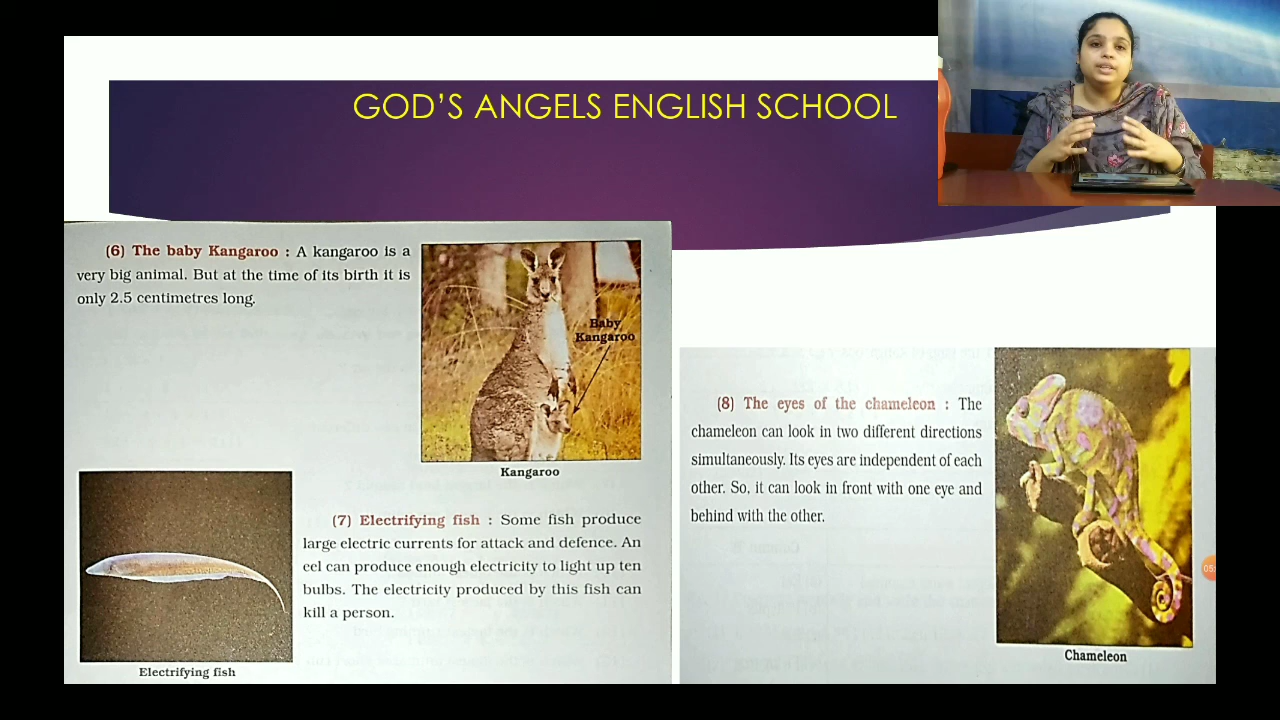 GOD'S ANGELS ENGLISH SCHOOL
(6) The baby Kangaroo : A kangaroo is a
very big animal. But at the time of its birth it is
only 2.5 centimetres long.
Baby
Kangaroo
Kangaroo
(7) Electrifying fish : Some fish produce
large electric currents for attack and defence. An
eel can produce enough electricity to light up ten
bulbs. The electricity produced by this fish can
kill a person.
Electrifying fish
(8) The eyes of the chameleon : The
chameleon can look in two different directions
simultaneously. Its eyes are independent of each
other. So, it can look in front with one eye and
behind with the other.
Chameleon